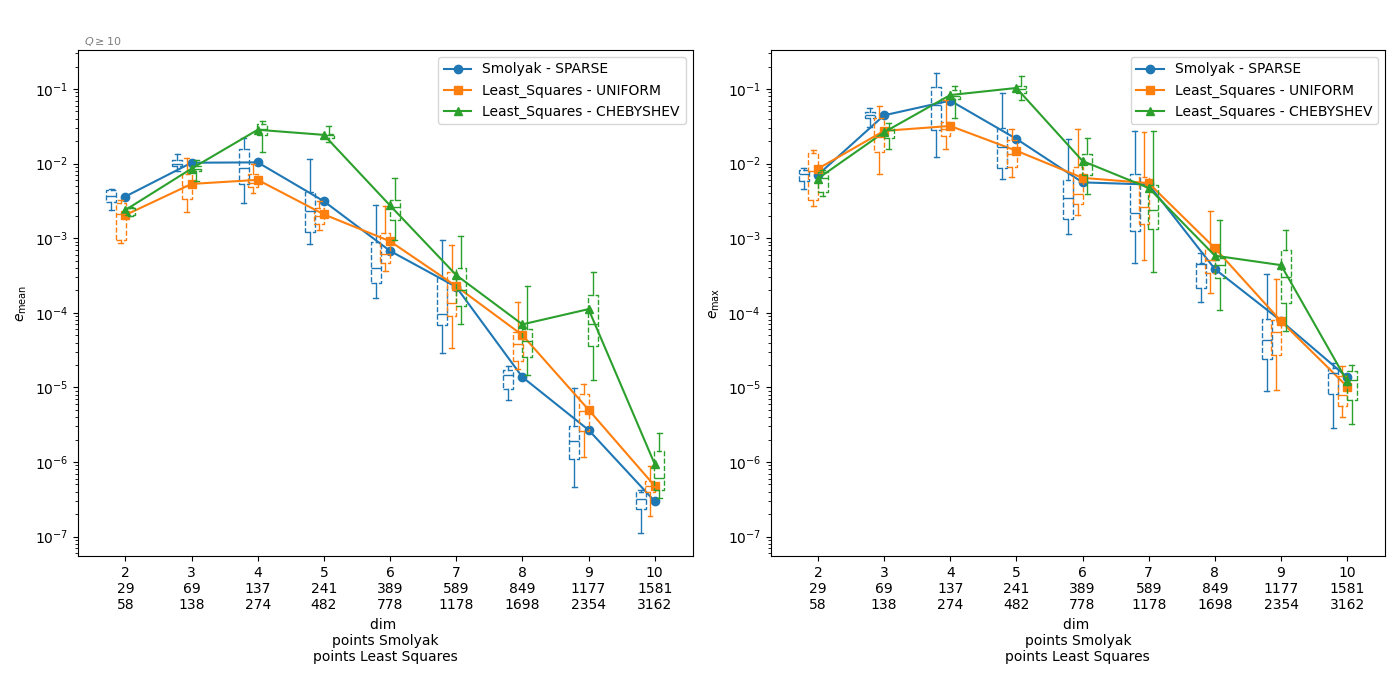 Q ≥ 10
Smolyak - SPARSE
Least_Squares - UNIFORM
Least_Squares - CHEBYSHEV
10⁻¹
10⁻²
10⁻³
10⁻⁴
10⁻⁵
10⁻⁶
10⁻⁷
e_mean
2 3 4 5 6 7 8 9 10
29 69 137 241 389 589 849 1177 1581
58 138 274 482 778 1178 1698 2354 3162
dim
points Smolyak
points Least Squares
Smolyak - SPARSE
Least_Squares - UNIFORM
Least_Squares - CHEBYSHEV
10⁻¹
10⁻²
10⁻³
10⁻⁴
10⁻⁵
10⁻⁶
10⁻⁷
e_max
2 3 4 5 6 7 8 9 10
29 69 137 241 389 589 849 1177 1581
58 138 274 482 778 1178 1698 2354 3162
dim
points Smolyak
points Least Squares